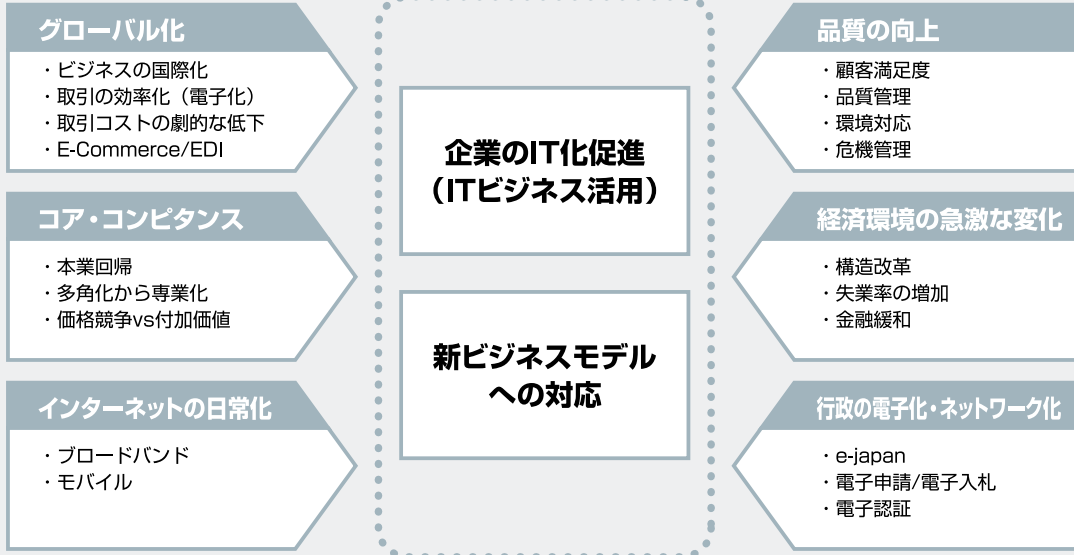 グローバル化
・ビジネスの国際化
・取引の効率化（電子化）
・取引コストの劇的な低下
・E-Commerce/EDI
コア・コンピタンス
・本業回帰
・多角化から専業化
・価格競争vs付加価値
インターネットの日常化
・ブロードバンド
・モバイル
企業のIT化促進
（ITビジネス活用）
新ビジネスモデル
への対応
品質の向上
・顧客満足度
・品質管理
・環境対応
・危機管理
経済環境の急激な変化
・構造改革
・失業率の増加
・金融緩和
行政の電子化・ネットワーク化
・e-japan
・電子申請/電子入札
・電子認証